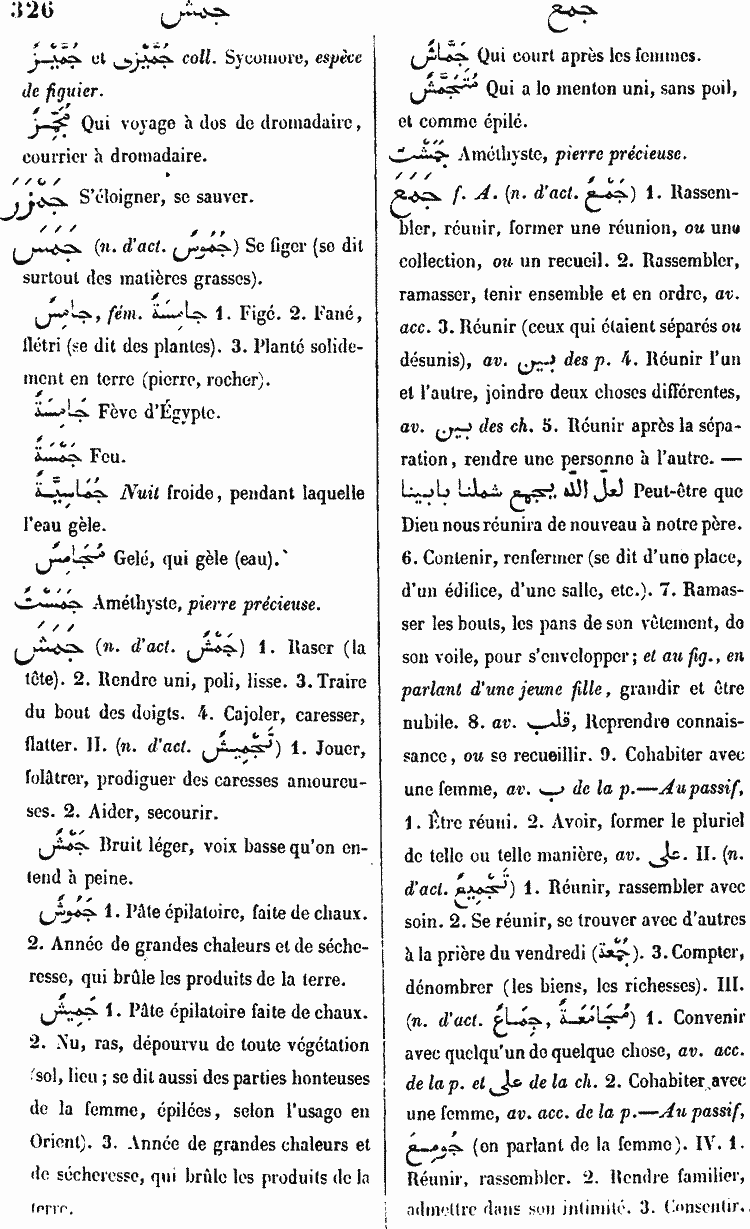 326 جمش جمع
جُمَّيْزٌ et جُمَّيْزَى coll. Sycomore, espèce
de figuier.
مُجَمِّزٌ Qui voyage à dos de dromadaire,
courrier à dromadaire.
جَمْزَرَ S'éloigner, se sauver.
جَمَسَ (n. d'act. جُمُوسٌ) Se figer (se dit
surtout des matières grasses).
جَامِسٌ, fém. جَامِسَةٌ 1. Figé. 2. Fané,
flétri (se dit des plantes). 3. Planté solide-
ment en terre (pierre, rocher).
جَامِسَةٌ Fève d'Égypte.
جَمْسَةٌ Feu.
جُمَاسِيَّةٌ Nuit froide, pendant laquelle
l'eau gèle.
مُجَامِسٌ Gelé, qui gèle (eau).
جَمَسْتٌ Améthyste, pierre précieuse.
جَمَشَ (n. d'act. جَمْشٌ) 1. Raser (la
tête). 2. Rendre uni, poli, lisse. 3. Traire
du bout des doigts. 4. Cajoler, caresser,
flatter. II. (n. d'act. تَجْمِيشٌ) 1. Jouer,
folâtrer, prodiguer des caresses amoureu-
ses. 2. Aider, secourir.
جَمْشٌ Bruit léger, voix basse qu'on en-
tend à peine.
جَمُوشٌ 1. Pâte épilatoire, faite de chaux.
2. Année de grandes chaleurs et de séche-
resse, qui brûle les produits de la terre.
جَمِيشٌ 1. Pâte épilatoire faite de chaux.
2. Nu, ras, dépourvu de toute végétation
(sol, lieu; se dit aussi des parties honteuses
de la femme, épilées, selon l'usage en
Orient). 3. Année de grandes chaleurs et
de sécheresse, qui brûle les produits de la
terre.
جَمَّاشٌ Qui court après les femmes.
مُتَجَمَّشٌ Qui a le menton uni, sans poil,
et comme épilé.
جَمَشْت Améthyste, pierre précieuse.
جَمَعَ f. A. (n. d'act. جَمْعٌ) 1. Rassem-
bler, réunir, former une réunion, ou une
collection, ou un recueil. 2. Rassembler,
ramasser, tenir ensemble et en ordre, av.
acc. 3. Réunir (ceux qui étaient séparés ou
désunis), av. بين des p. 4. Réunir l'un
et l'autre, joindre deux choses différentes,
av. بين des ch. 5. Réunir après la sépa-
ration, rendre une personne à l'autre. —
لعل الله يجمع شملنا بابينا Peut-être que
Dieu nous réunira de nouveau à notre père.
6. Contenir, renfermer (se dit d'une place,
d'un édifice, d'une salle, etc.). 7. Ramas-
ser les bouts, les pans de son vêtement, de
son voile, pour s'envelopper; et au fig., en
parlant d'une jeune fille, grandir et être
nubile. 8. av. قلب, Reprendre connais-
sance, ou se recueillir. 9. Cohabiter avec
une femme, av. ب de la p.—Au passif,
1. Être réuni. 2. Avoir, former le pluriel
de telle ou telle manière, av. على. II. (n.
d'act. تَجْمِيعٌ) 1. Réunir, rassembler avec
soin. 2. Se réunir, se trouver avec d'autres
à la prière du vendredi (جُمْعَة). 3. Compter,
dénombrer (les biens, les richesses). III.
(n. d'act. مُجَامَعَةٌ, جِمَاعٌ) 1. Convenir
avec quelqu'un de quelque chose, av. acc.
de la p. et على de la ch. 2. Cohabiter avec
une femme, av. acc. de la p.—Au passif,
جُومِعَ (en parlant de la femme). IV. 1.
Réunir, rassembler. 2. Rendre familier,
admettre dans son intimité. 3. Consentir.